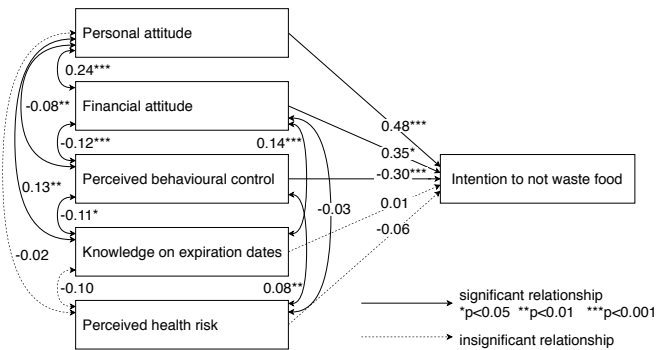 Personal attitude
0.24***
-0.08**
Financial attitude
0.48***
-0.12***
0.14***
0.35*
Perceived behavioural control
-0.30***
Intention to not waste food
0.13**
-0.11*
-0.03
0.01
Knowledge on expiration dates
-0.06
-0.02
-0.10
0.08**
Perceived health risk
significant relationship
*p<0.05 **p<0.01 ***p<0.001
insignificant relationship